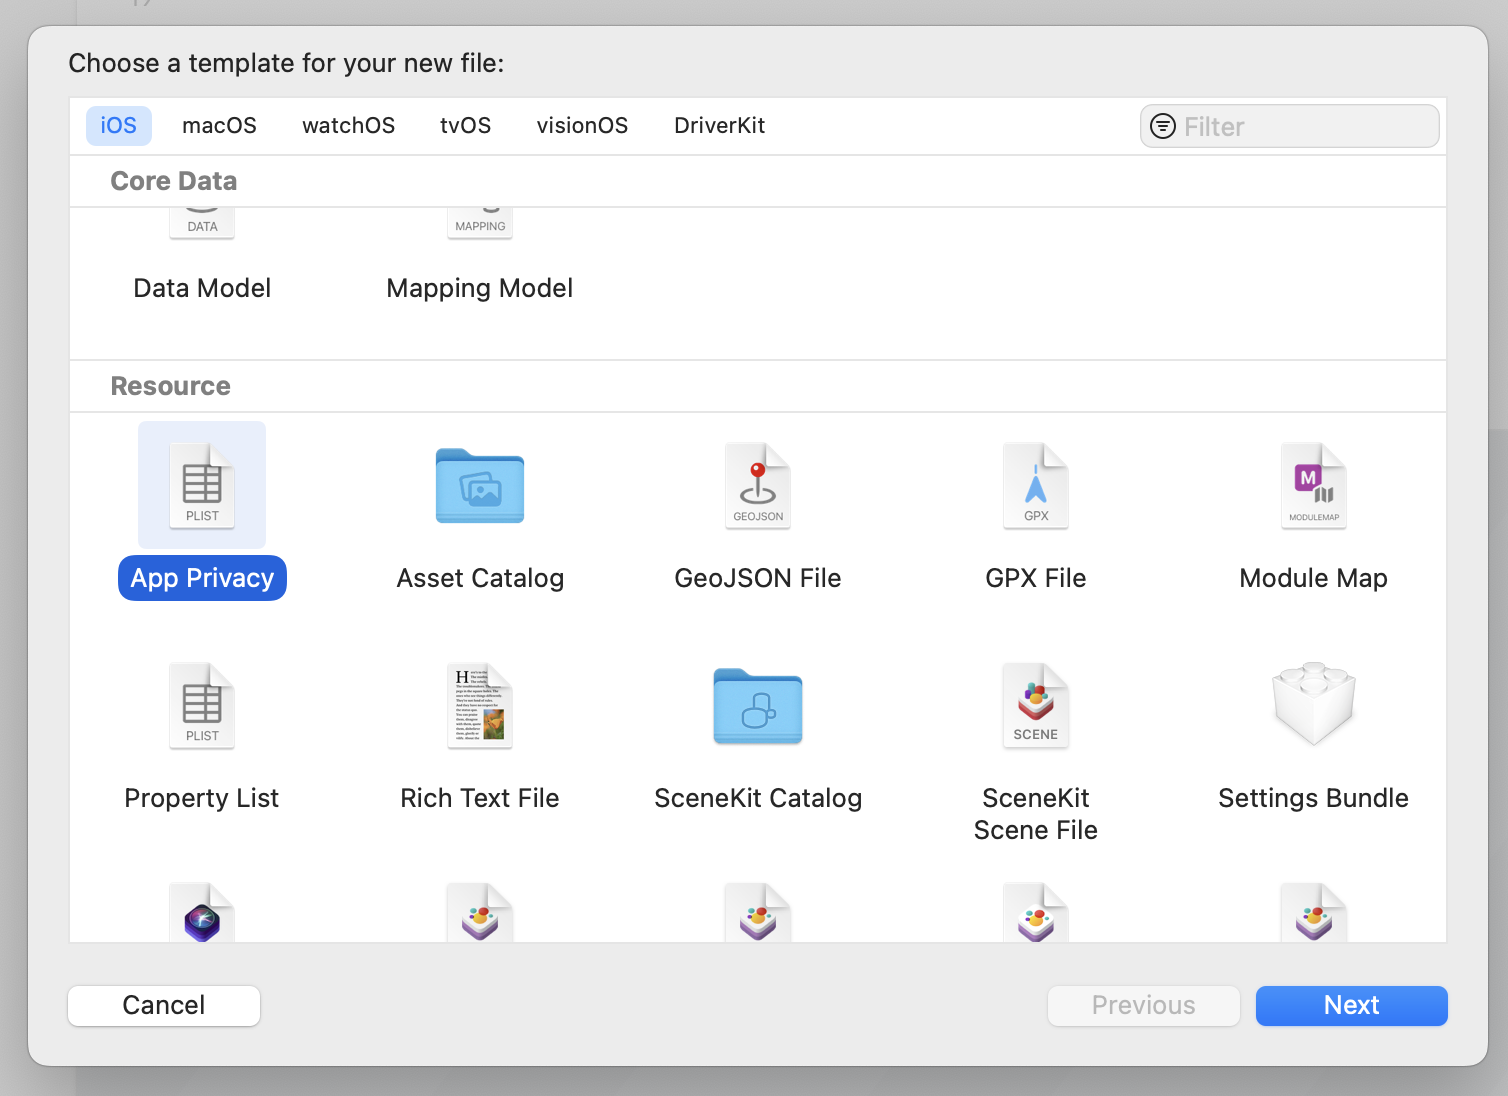 Choose a template for your new file:
iOS macOS watchOS tvOS visionOS DriverKit Filter
Core Data
DATA MAPPING
Data Model Mapping Model
Resource
PLIST GEOJSON GPX M MODULEMAP
App Privacy Asset Catalog GeoJSON File GPX File Module Map
PLIST H SCENE
Property List Rich Text File SceneKit Catalog SceneKit Scene File Settings Bundle
Cancel Previous Next